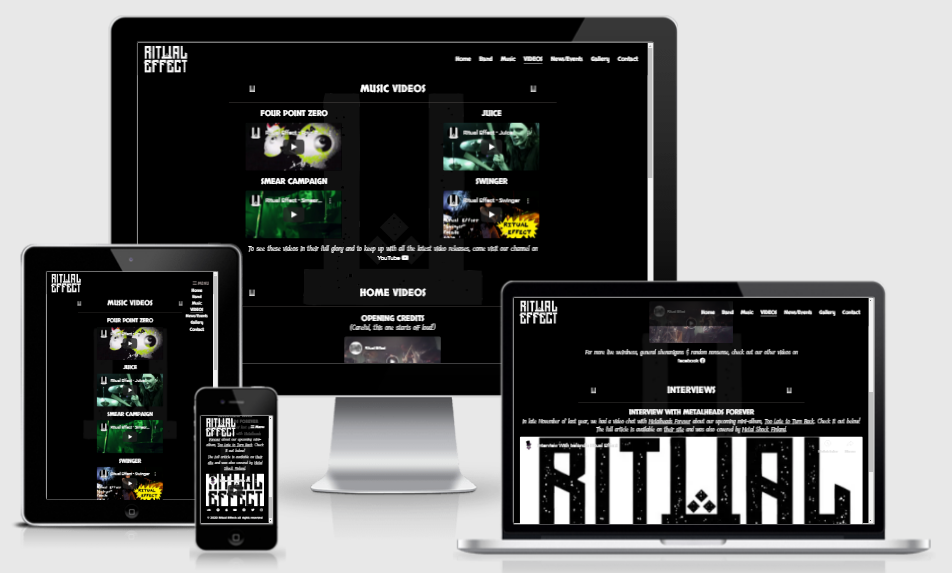 RITUAL
EFFECT
Home Band Music VIDEOS News/Events Gallery Contact
MUSIC VIDEOS
FOUR POINT ZERO
JUICE
Ritual Effect -
Ritual Effect -
SMEAR CAMPAIGN
SWINGER
Ritual Effect - Smear...
Ritual Effect - Swinger
RITUAL
EFFECT
To see these videos in their full glory and to keep up with all the latest video releases, come visit our channel on
YouTube
HOME VIDEOS
OPENING CREDITS
(Careful, this one starts off loud!)
Ritual Effect
RITUAL
EFFECT
MENU
Home
Band
Music
VIDEOS
News/Events
Gallery
Contact
MUSIC VIDEOS
FOUR POINT ZERO
Ritual Effect -
JUICE
Ritual Effect -
SMEAR CAMPAIGN
Ritual Effect - Smear...
SWINGER
Ritual Effect - Swinger
RITUAL
EFFECT
RITUAL
EFFECT
Menu
Forever about our upcoming mini-
album, Too Late to Turn Back. Check
it out below!
The full article is available on their
site and was also covered by Metal
Shock Finland.
RITUAL
EFFECT
© 2020 Ritual Effect. All rights reserved
RITUAL
EFFECT
Home Band Music VIDEOS News/Events Gallery Contact
For more live weirdness, general shenanigans & random nonsense, check out our other videos on
facebook
INTERVIEWS
INTERVIEW WITH METALHEADS FOREVER
In late November of last year, we had a video chat with Metalheads Forever about our upcoming mini-album, Too Late to Turn Back. Check it out below!
The full article is available on their site and was also covered by Metal Shock Finland.
Interview With
RITUAL